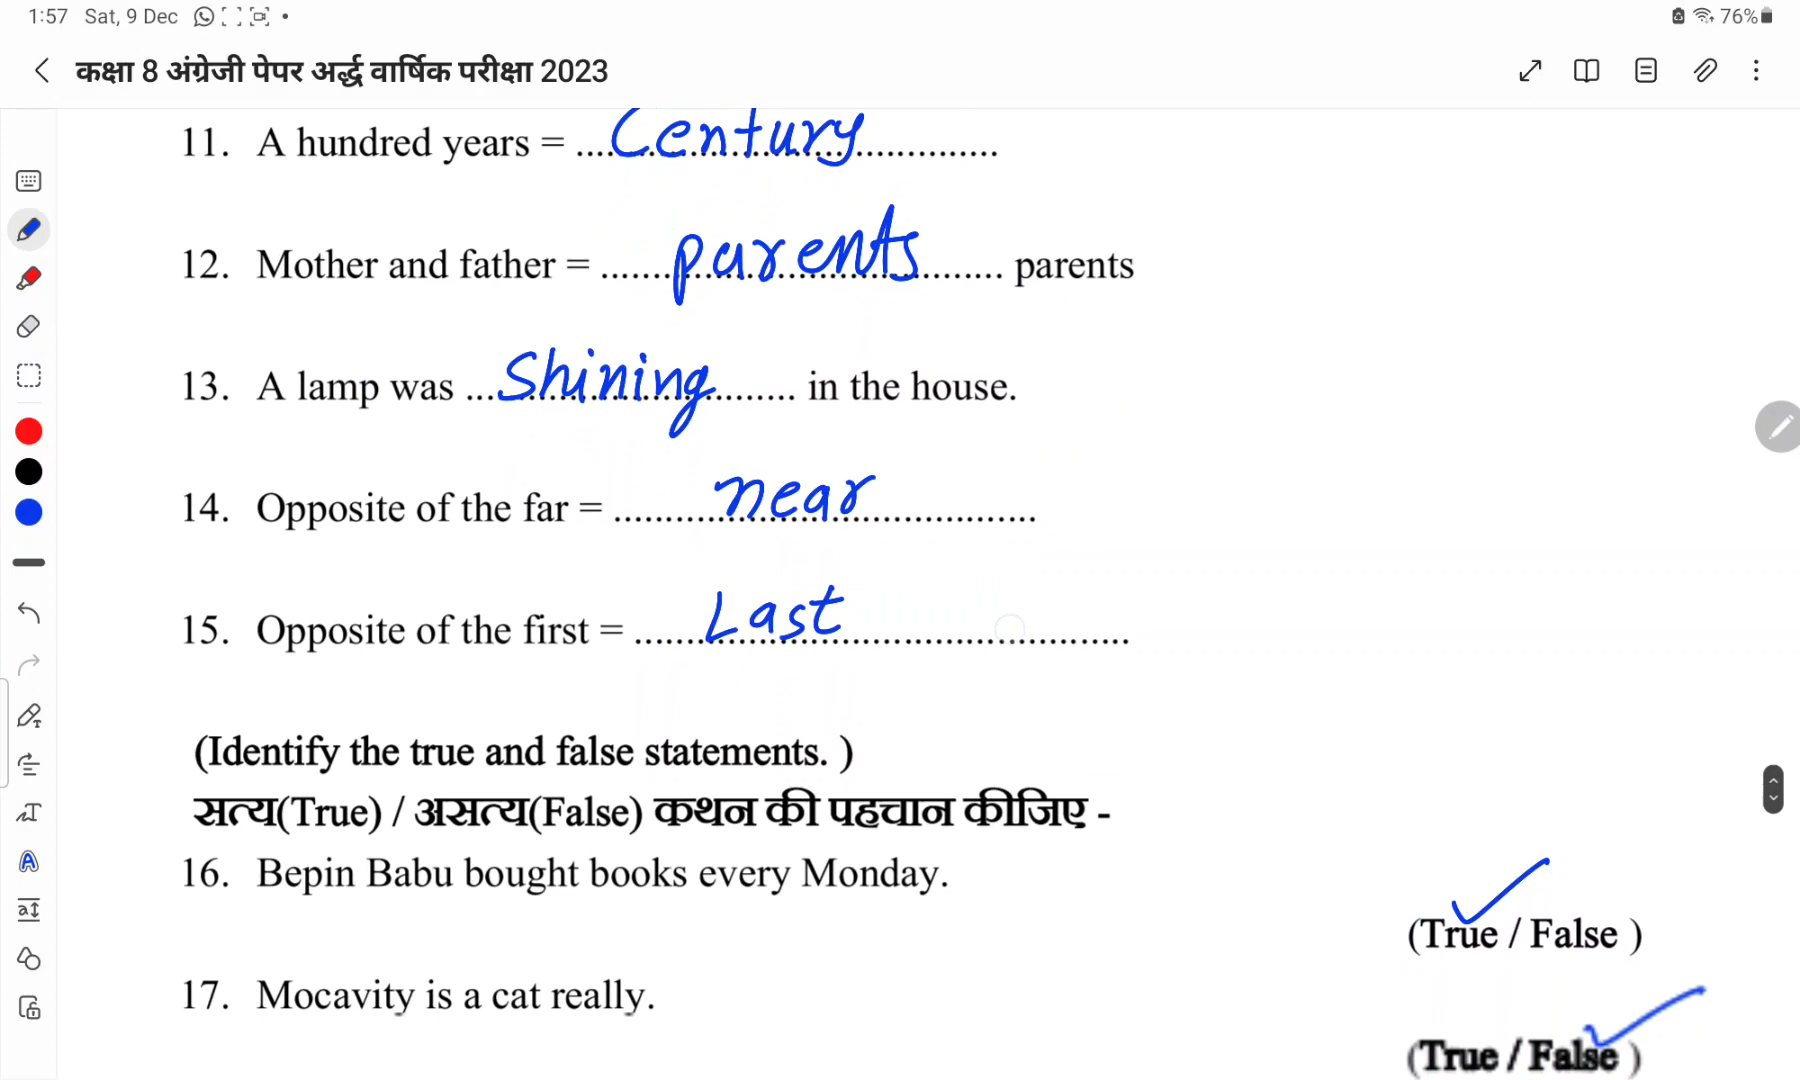 1:57 Sat, 9 Dec 76%
कक्षा 8 अंग्रेजी पेपर अर्द्ध वार्षिक परीक्षा 2023
11. A hundred years = ....Century....
12. Mother and father = ....parents.... parents
13. A lamp was ...Shining.... in the house.
14. Opposite of the far = ....near....
15. Opposite of the first = ....Last....
(Identify the true and false statements. )
सत्य(True) / असत्य(False) कथन की पहचान कीजिए -
16. Bepin Babu bought books every Monday.
(True / False )
17. Mocavity is a cat really.
(True / False )